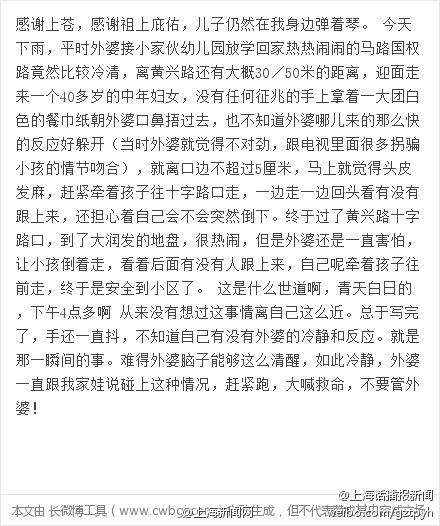 感谢上苍，感谢祖上庇佑，儿子仍然在我身边弹着琴。 今天
下雨，平时外婆接小家伙幼儿园放学回家热热闹闹的马路国权
路竟然比较冷清，离黄兴路还有大概30／50米的距离，迎面走
来一个40多岁的中年妇女，没有任何征兆的手上拿着一大团白
色的餐巾纸朝外婆口鼻捂过去，也不知道外婆哪儿来的那么快
的反应好躲开（当时外婆就觉得不对劲，跟电视里面很多拐骗
小孩的情节吻合），就离口边不超过5厘米，马上就觉得头皮
发麻，赶紧牵着孩子往十字路口走，一边走一边回头看有没有
跟上来，还担心着自己会不会突然倒下。终于过了黄兴路十字
路口，到了大润发的地盘，很热闹，但是外婆还是一直害怕，
让小孩倒着走，看着后面有没有人跟上来，自己呢牵着孩子往
前走，终于是安全到小区了。 这是什么世道啊，青天白日的
，下午4点多啊 从来没有想过这事情离自己这么近。总于写完
了，手还一直抖，不知道自己有没有外婆的冷静和反应。就是
那一瞬间的事。难得外婆脑子能够这么清醒，如此冷静，外婆
一直跟我家娃说碰上这种情况，赶紧跑，大喊救命，不要管外
婆！
@上海话播报新闻
本文由 长微博工具（www.cwbg 生成，但不代表
@上海新闻网
weibo.com/gzpyh